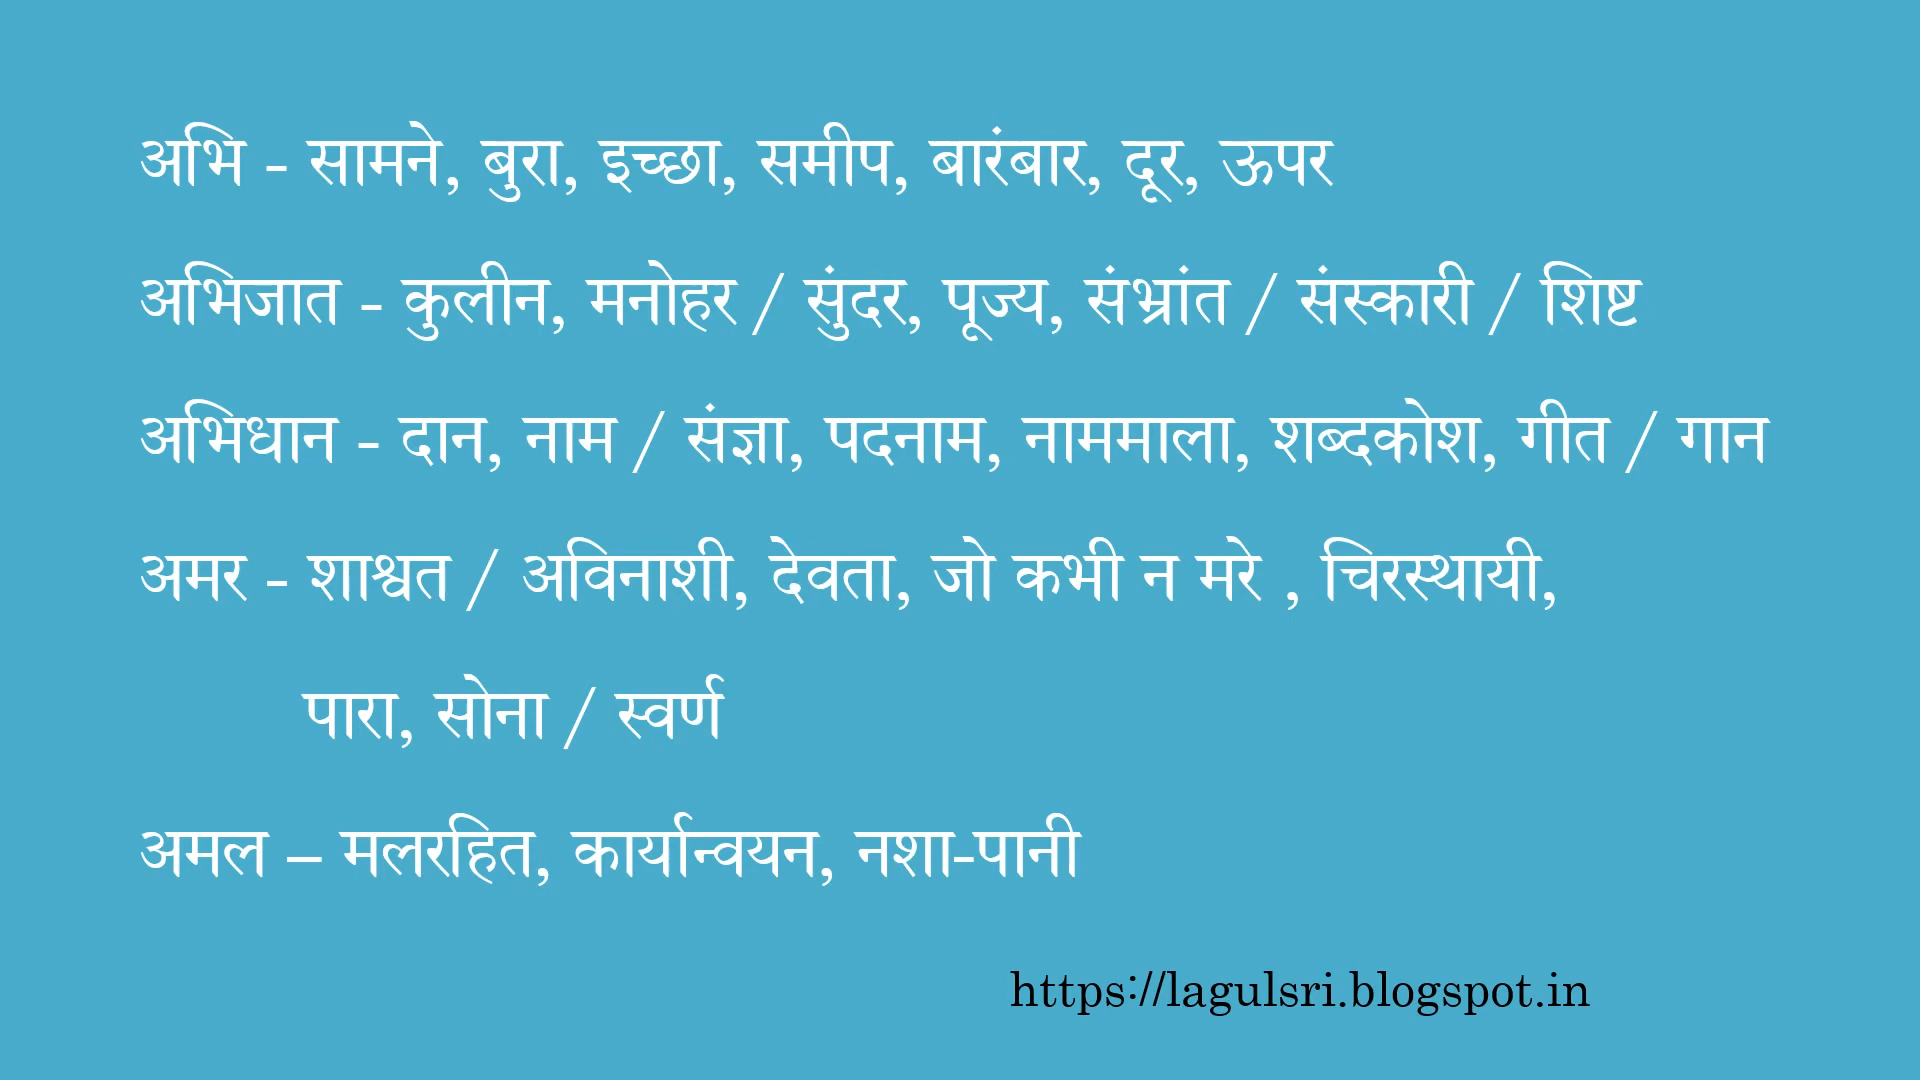 अभि - सामने, बुरा, इच्छा, समीप, बारंबार, दूर, ऊपर
अभिजात - कुलीन, मनोहर / सुंदर, पूज्य, संभ्रांत / संस्कारी / शिष्ट
अभिधान - दान, नाम / संज्ञा, पदनाम, नाममाला, शब्दकोश, गीत / गान
अमर - शाश्वत / अविनाशी, देवता, जो कभी न मरे , चिरस्थायी,
पारा, सोना / स्वर्ण
अमल – मलरहित, कार्यान्वयन, नशा-पानी
https://lagulsri.blogspot.in